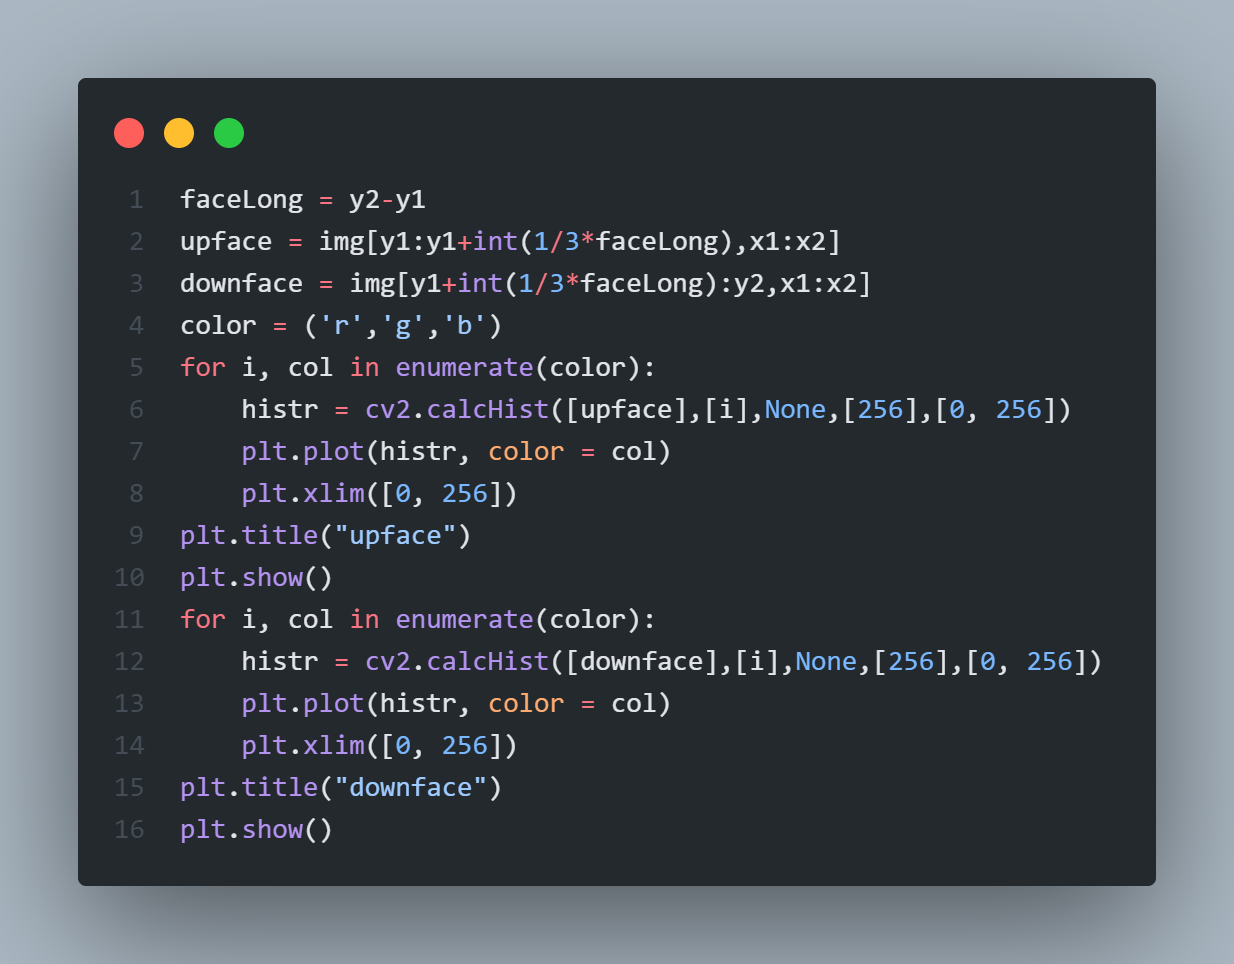 1 faceLong = y2-y1
2 upface = img[y1:y1+int(1/3*faceLong),x1:x2]
3 downface = img[y1+int(1/3*faceLong):y2,x1:x2]
4 color = ('r','g','b')
5 for i, col in enumerate(color):
6     histr = cv2.calcHist([upface],[i],None,[256],[0, 256])
7     plt.plot(histr, color = col)
8     plt.xlim([0, 256])
9 plt.title("upface")
10 plt.show()
11 for i, col in enumerate(color):
12     histr = cv2.calcHist([downface],[i],None,[256],[0, 256])
13     plt.plot(histr, color = col)
14     plt.xlim([0, 256])
15 plt.title("downface")
16 plt.show()